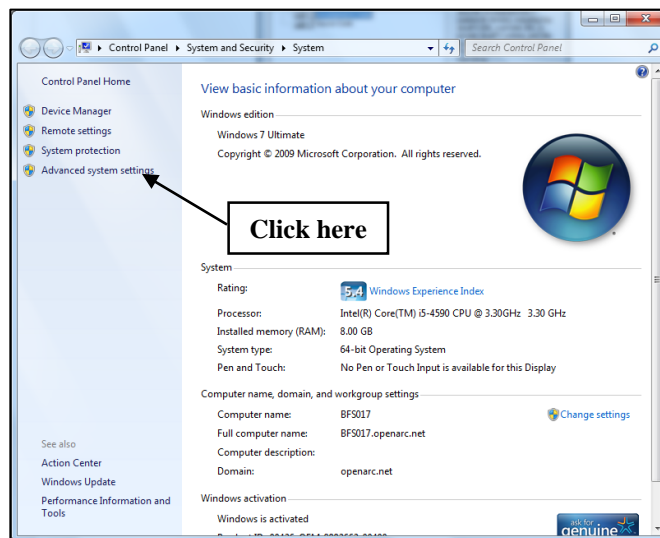 Control Panel ▸ System and Security ▸ System
Search Control Panel
Control Panel Home
Device Manager
Remote settings
System protection
Advanced system settings
See also
Action Center
Windows Update
Performance Information and
Tools
View basic information about your computer
Windows edition
Windows 7 Ultimate
Copyright © 2009 Microsoft Corporation. All rights reserved.
Click here
System
Rating:
5.4 Windows Experience Index
Processor: Intel(R) Core(TM) i5-4590 CPU @ 3.30GHz 3.30 GHz
Installed memory (RAM): 8.00 GB
System type: 64-bit Operating System
Pen and Touch: No Pen or Touch Input is available for this Display
Computer name, domain, and workgroup settings
Computer name: BFS017
Change settings
Full computer name: BFS017.openarc.net
Computer description:
Domain: openarc.net
Windows activation
Windows is activated
ask for
genuine